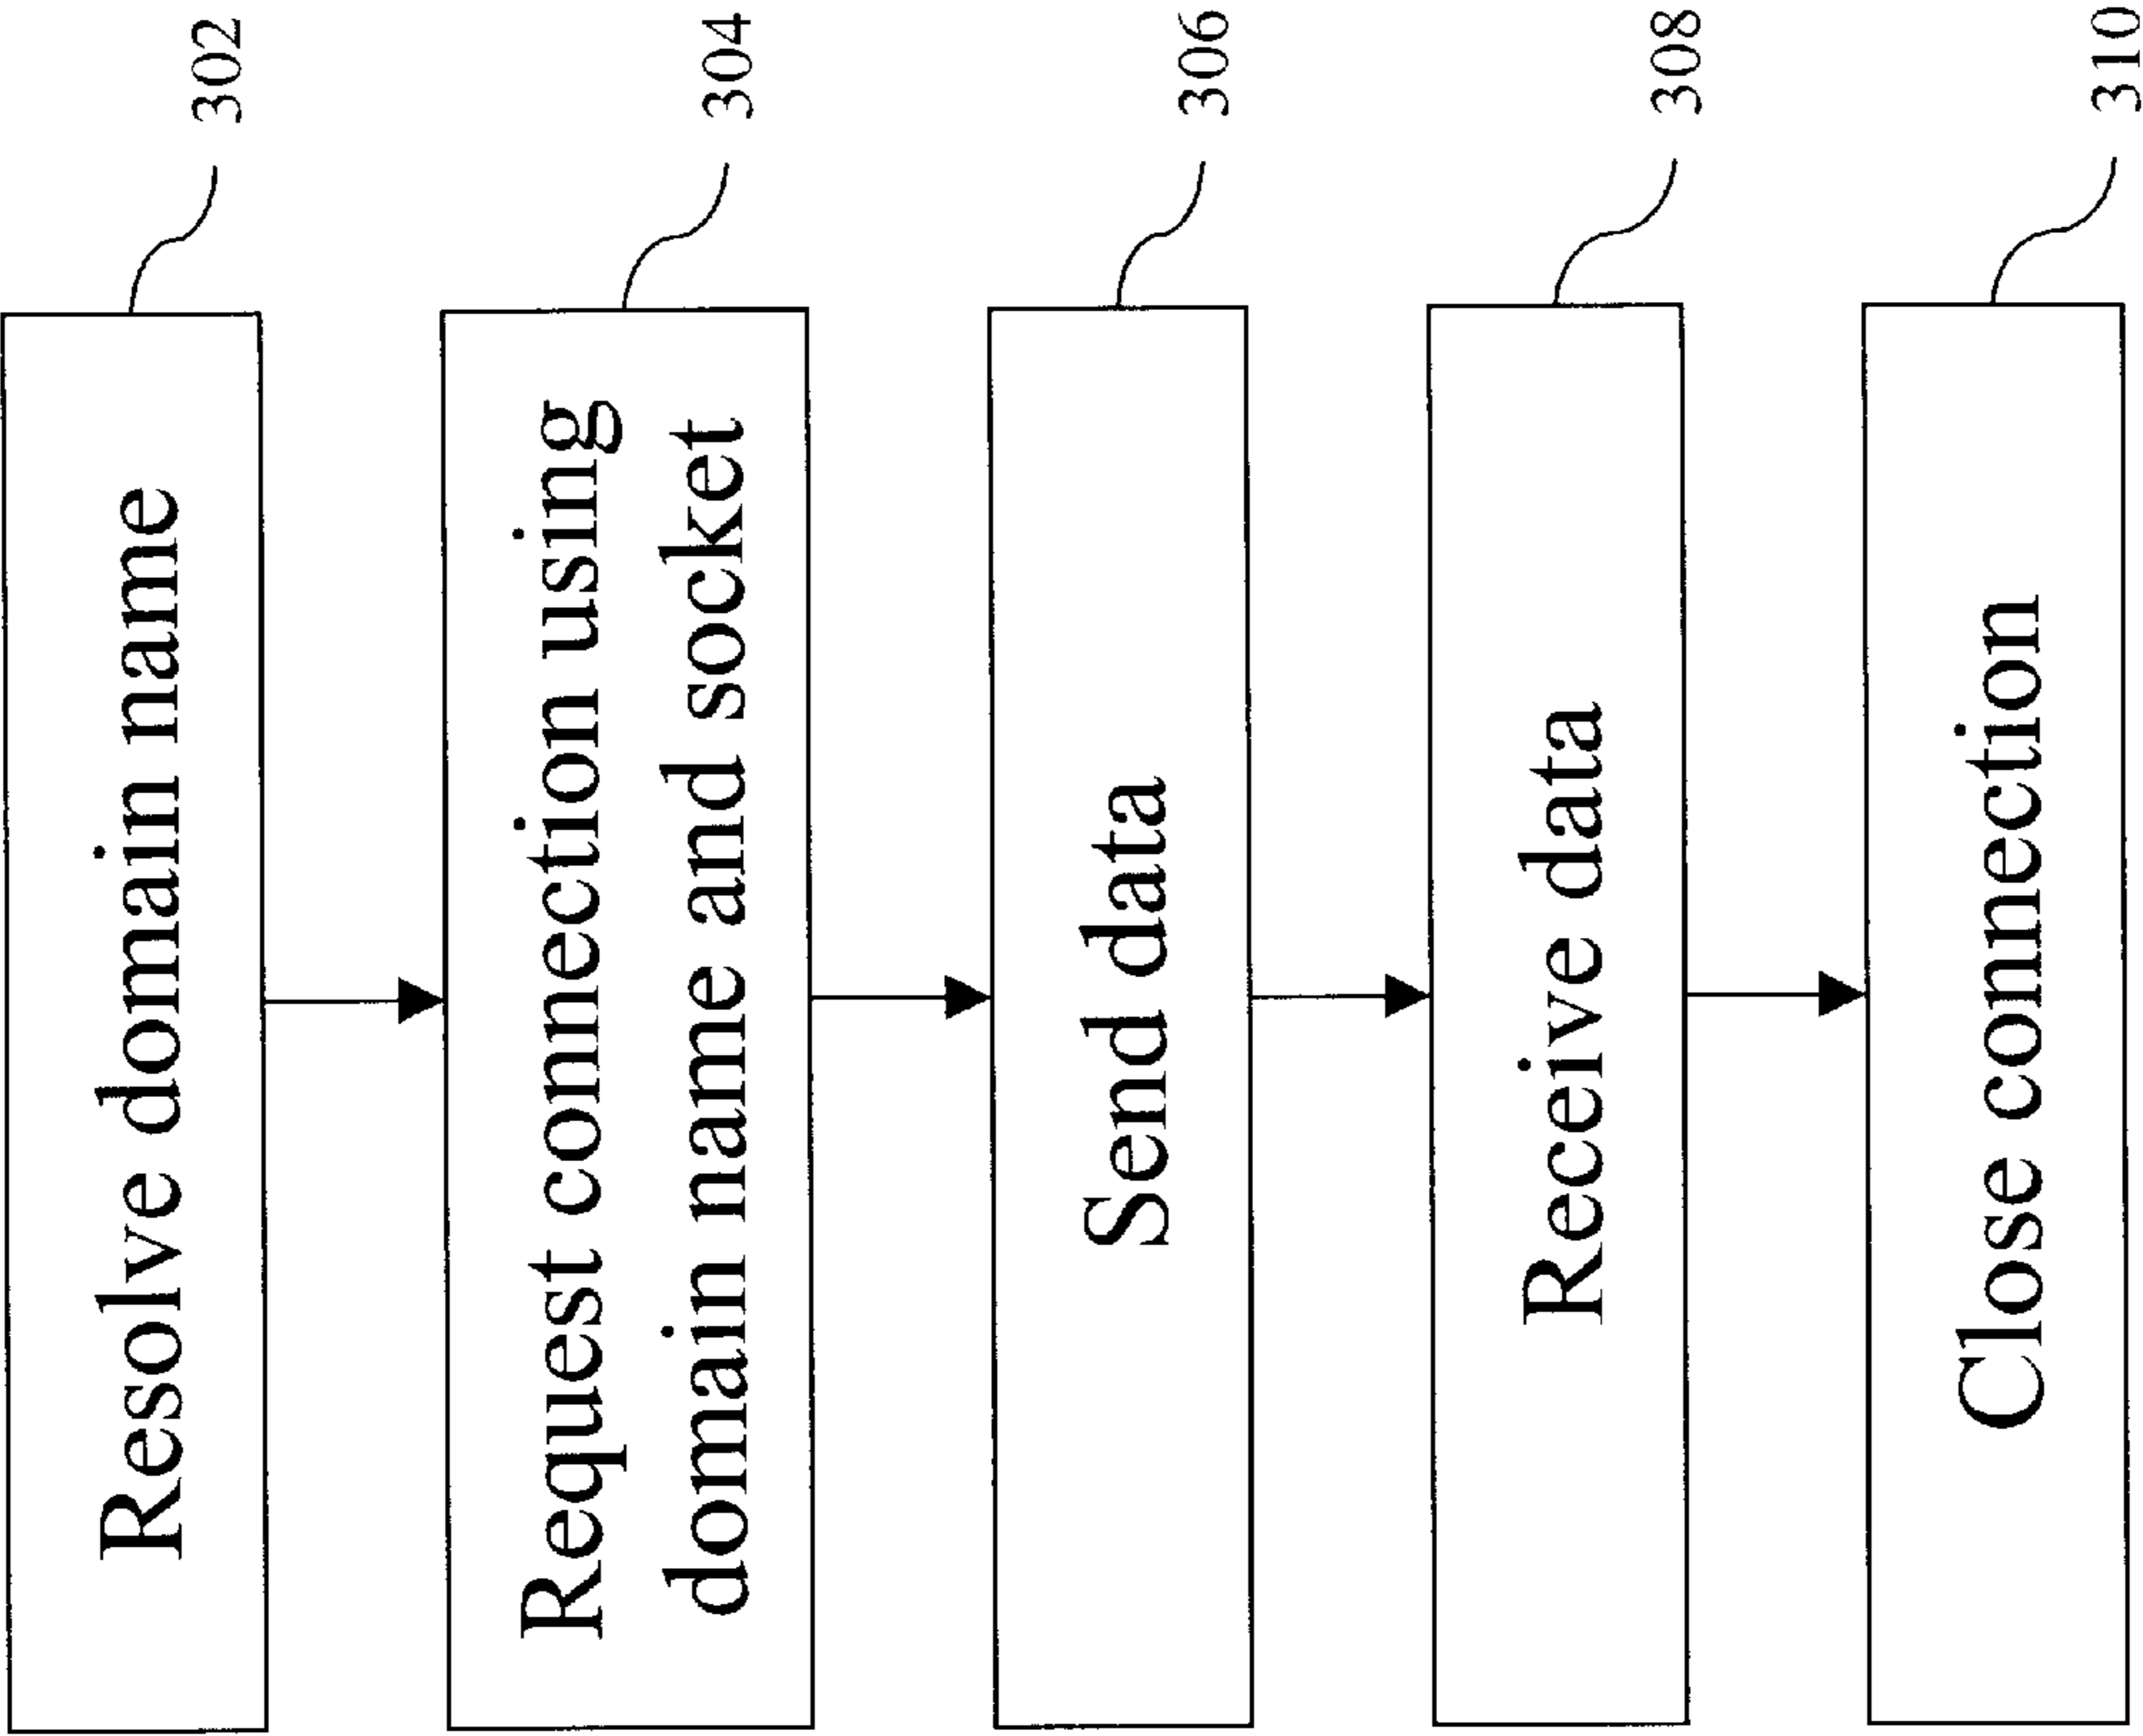 Resolve domain name
302
Request connection using
domain name and socket
304
Send data
306
Receive data
308
Close connection
310